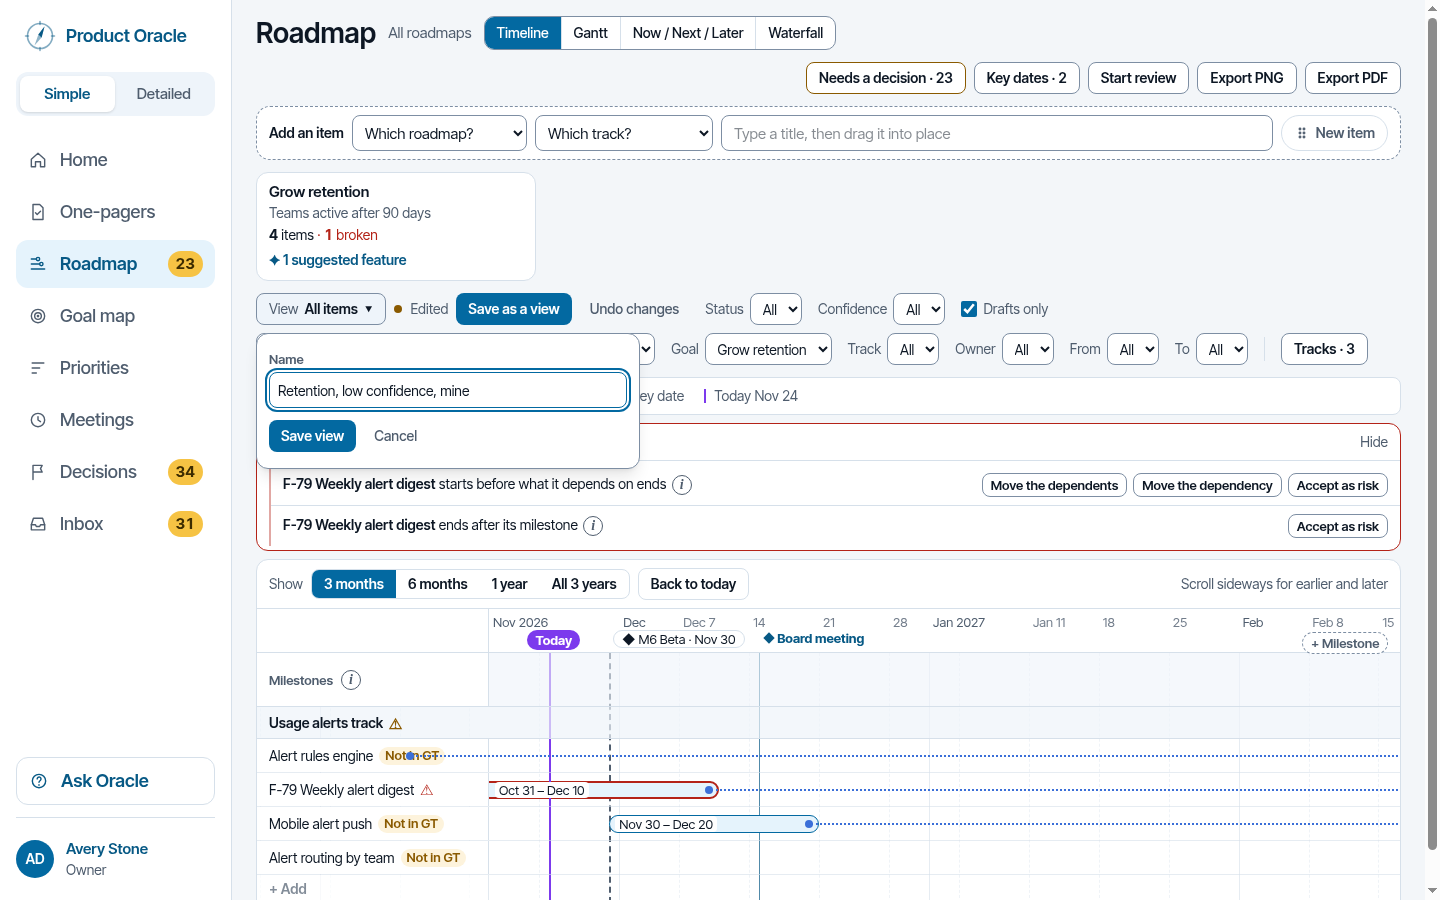 Product Oracle
Simple
Detailed
Home
One-pagers
Roadmap 23
Goal map
Priorities
Meetings
Decisions 34
Inbox 31
Ask Oracle
AD
Avery Stone
Owner
Roadmap All roadmaps Timeline Gantt Now / Next / Later Waterfall
Needs a decision · 23 Key dates · 2 Start review Export PNG Export PDF
Add an item Which roadmap? Which track? Type a title, then drag it into place New item
Grow retention
Teams active after 90 days
4 items · 1 broken
1 suggested feature
View All items Edited Save as a view Undo changes Status All Confidence All Drafts only
Goal Grow retention Track All Owner All From All To All Tracks · 3
Name
Retention, low confidence, mine
Save view Cancel
ey date Today Nov 24
Hide
F-79 Weekly alert digest starts before what it depends on ends i Move the dependents Move the dependency Accept as risk
F-79 Weekly alert digest ends after its milestone i Accept as risk
Show 3 months 6 months 1 year All 3 years Back to today Scroll sideways for earlier and later
Nov 2026 Dec Dec 7 14 21 28 Jan 2027 Jan 11 18 25 Feb Feb 8 15
Today M6 Beta · Nov 30 Board meeting + Milestone
Milestones i
Usage alerts track
Alert rules engine Not in GT
F-79 Weekly alert digest Oct 31 – Dec 10
Mobile alert push Not in GT Nov 30 – Dec 20
Alert routing by team Not in GT
+ Add